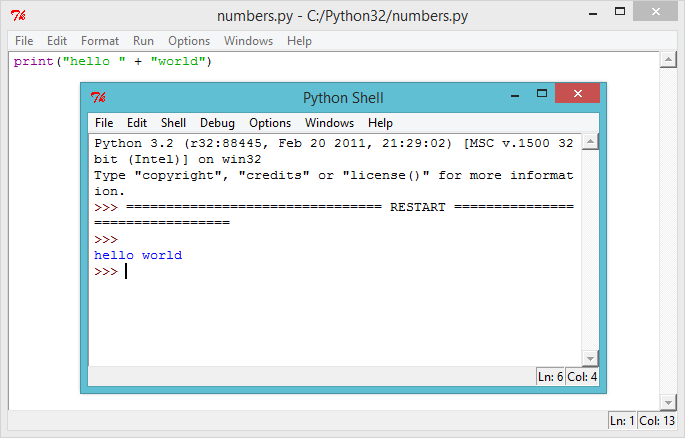 numbers.py - C:/Python32/numbers.py
File Edit Format Run Options Windows Help
print("hello " + "world")
Python Shell
File Edit Shell Debug Options Windows Help
Python 3.2 (r32:88445, Feb 20 2011, 21:29:02) [MSC v.1500 32
bit (Intel)] on win32
Type "copyright", "credits" or "license()" for more informat
ion.
>>> ================================ RESTART ===============
=================
>>>
hello world
>>>
Ln: 6 Col: 4
Ln: 1 Col: 13